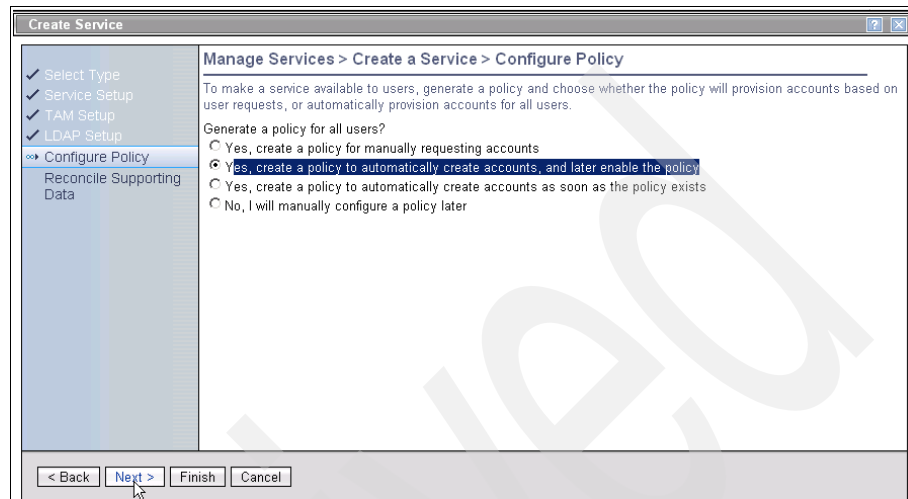 Create Service
? X
Select Type
Service Setup
TAM Setup
LDAP Setup
Configure Policy
Reconcile Supporting
Data
Manage Services > Create a Service > Configure Policy
To make a service available to users, generate a policy and choose whether the policy will provision accounts based on
user requests, or automatically provision accounts for all users.
Generate a policy for all users?
Yes, create a policy for manually requesting accounts
Yes, create a policy to automatically create accounts, and later enable the policy
Yes, create a policy to automatically create accounts as soon as the policy exists
No, I will manually configure a policy later
< Back Next > Finish Cancel